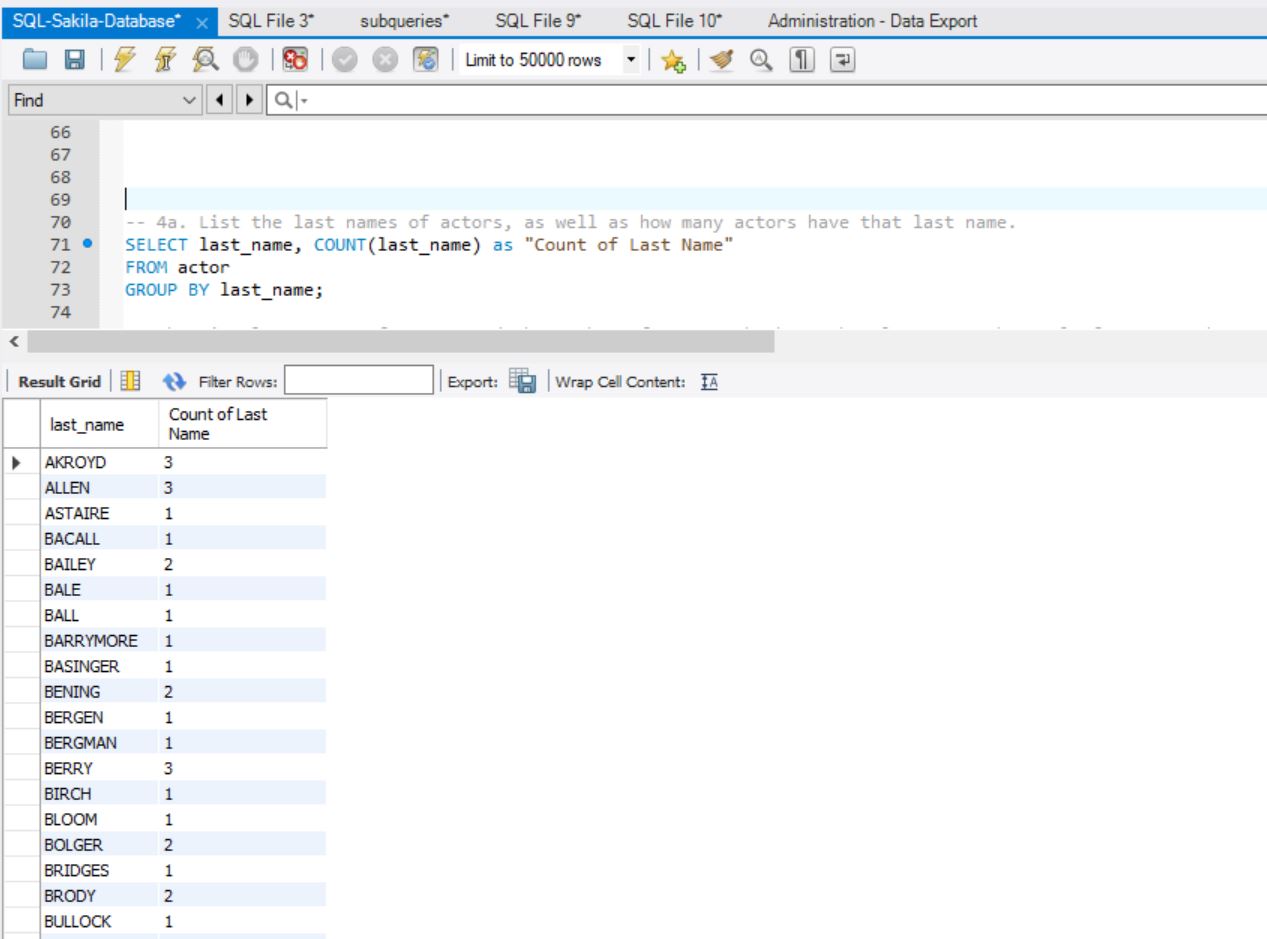 SQL-Sakila-Database* × SQL File 3* subqueries* SQL File 9* SQL File 10* Administration - Data Export
Limit to 50000 rows
Find
66
67
68
69
70 -- 4a. List the last names of actors, as well as how many actors have that last name.
71 SELECT last_name, COUNT(last_name) as "Count of Last Name"
72 FROM actor
73 GROUP BY last_name;
74
Result Grid Filter Rows: Export: Wrap Cell Content: IA
last_name Count of Last
Name
AKROYD 3
ALLEN 3
ASTAIRE 1
BACALL 1
BAILEY 2
BALE 1
BALL 1
BARRYMORE 1
BASINGER 1
BENING 2
BERGEN 1
BERGMAN 1
BERRY 3
BIRCH 1
BLOOM 1
BOLGER 2
BRIDGES 1
BRODY 2
BULLOCK 1